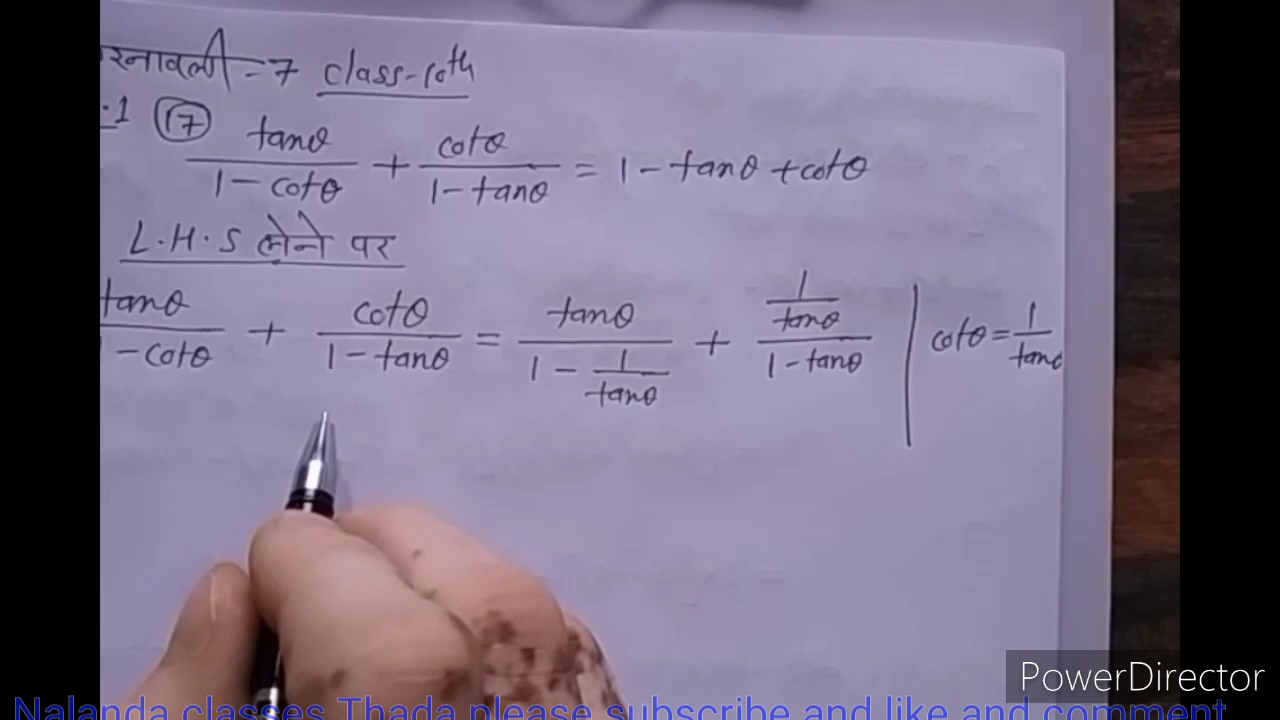 रनावली - 7 class-10th
.1 (17) tanθ/(1 - cotθ) + cotθ/(1 - tanθ) = 1 - tanθ + cotθ
L.H.S लेने पर
tanθ/(1 - cotθ) + cotθ/(1 - tanθ) = tanθ/(1 - 1/tanθ) + (1/tanθ)/(1 - tanθ) | cotθ = 1/tanθ
PowerDirector
Nalanda classes Thada please subscribe and like and comment